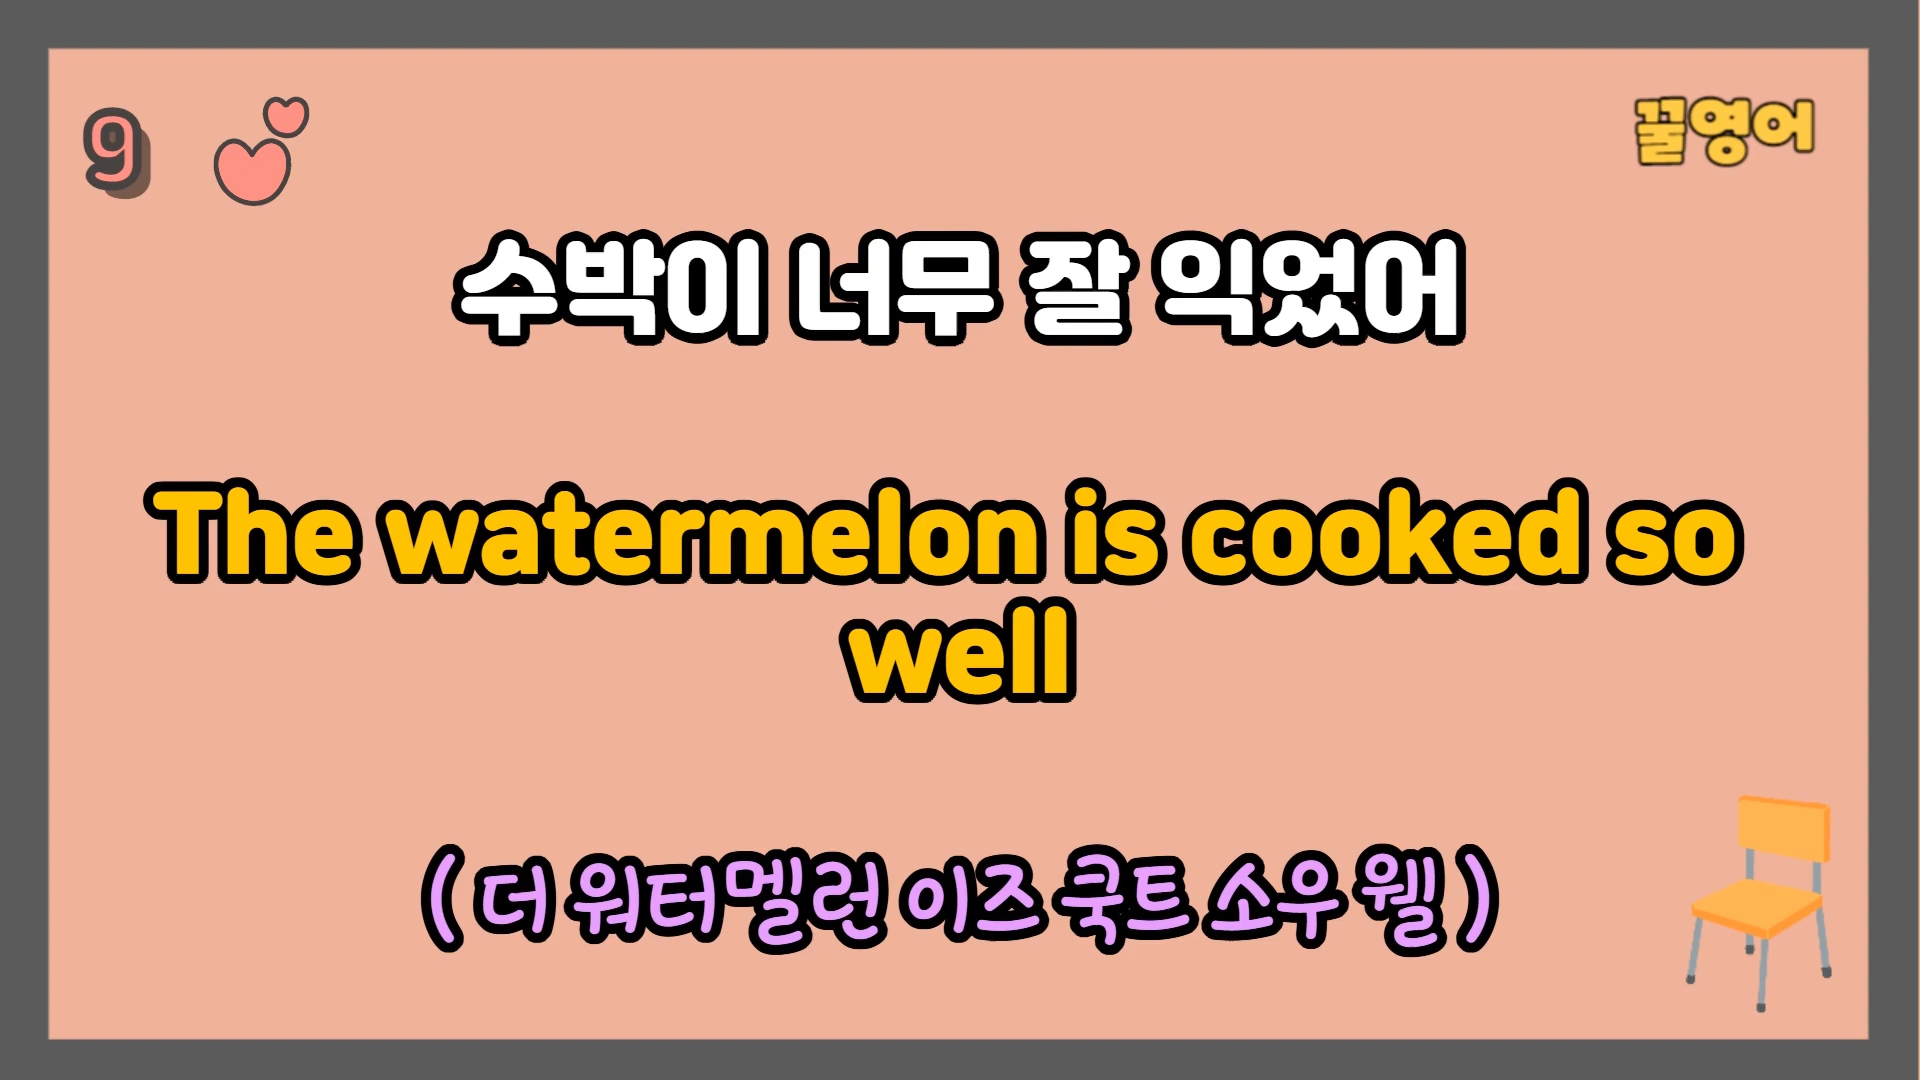 9
꿀영어
수박이 너무 잘 익었어
The watermelon is cooked so
well
( 더 워터멜런 이즈 쿡트 소우 웰 )